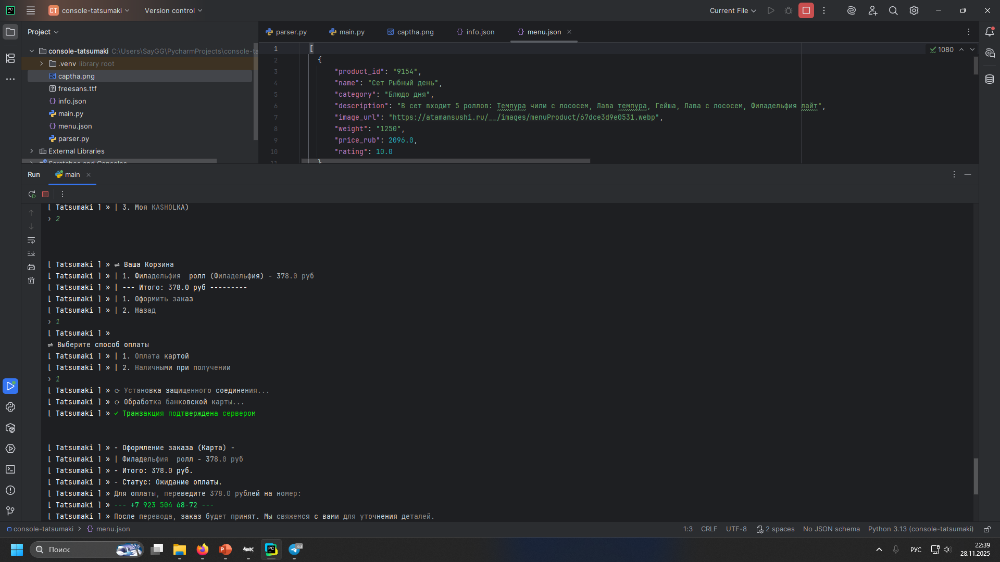 PC
CT console-tatsumaki
Version control
Current File
Project
parser.py
main.py
captha.png
info.json
menu.json
console-tatsumaki C:\Users\SayGG\PycharmProjects\console-ta
.venv library root
captha.png
freesans.ttf
info.json
main.py
menu.json
parser.py
External Libraries
Scratches and Consoles
1080
1 [
2 {
3 "product_id": "9154",
4 "name": "Сет Рыбный день",
5 "category": "Блюдо дня",
6 "description": "В сет входит 5 роллов: Темпура чили с лососем, Лава темпура, Гейша, Лава с лососем, Филадельфия лайт",
7 "image_url": "https://atamansushi.ru/__/images/menuProduct/67dce3d9e0531.webp",
8 "weight": "1250",
9 "price_rub": 2096.0,
10 "rating": 10.0
11 }
Run main
⌊ Tatsumaki ⌉ » | 3. Моя KASHOLKA)
› 2
⌊ Tatsumaki ⌉ » ⇌ Ваша Корзина
⌊ Tatsumaki ⌉ » | 1. Филадельфия  ролл (Филадельфия) - 378.0 руб
⌊ Tatsumaki ⌉ » | --- Итого: 378.0 руб ---------
⌊ Tatsumaki ⌉ » | 1. Оформить заказ
⌊ Tatsumaki ⌉ » | 2. Назад
› 1
⌊ Tatsumaki ⌉ »
⇌ Выберите способ оплаты
⌊ Tatsumaki ⌉ » | 1. Оплата картой
⌊ Tatsumaki ⌉ » | 2. Наличными при получении
› 1
⌊ Tatsumaki ⌉ » ⟳ Установка защищенного соединения...
⌊ Tatsumaki ⌉ » ⟳ Обработка банковской карты...
⌊ Tatsumaki ⌉ » ✓ Транзакция подтверждена сервером
⌊ Tatsumaki ⌉ » - Оформление заказа (Карта) -
⌊ Tatsumaki ⌉ » | Филадельфия  ролл - 378.0 руб
⌊ Tatsumaki ⌉ » - Итого: 378.0 руб.
⌊ Tatsumaki ⌉ » - Статус: Ожидание оплаты.
⌊ Tatsumaki ⌉ » Для оплаты, переведите 378.0 рублей на номер:
⌊ Tatsumaki ⌉ » --- +7 923 504 68-72 ---
⌊ Tatsumaki ⌉ » После перевода, заказ будет принят. Мы свяжемся с вами для уточнения деталей.
console-tatsumaki > menu.json
1:3 CRLF UTF-8 2 spaces No JSON schema Python 3.13 (console-tatsumaki)
Поиск
63
РУС
22:39
28.11.2025